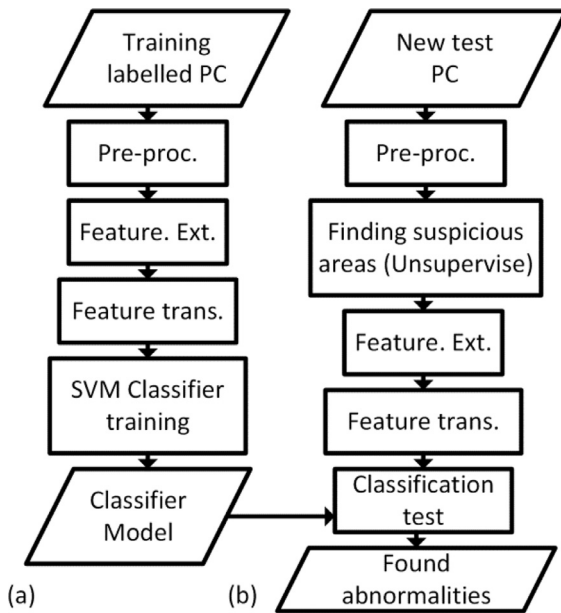 Training
labelled PC
Pre-proc.
Feature. Ext.
Feature trans.
SVM Classifier
training
Classifier
Model
(a)
New test
PC
Pre-proc.
Finding suspicious
areas (Unsupervise)
Feature. Ext.
Feature trans.
Classification
test
Found
abnormalities
(b)